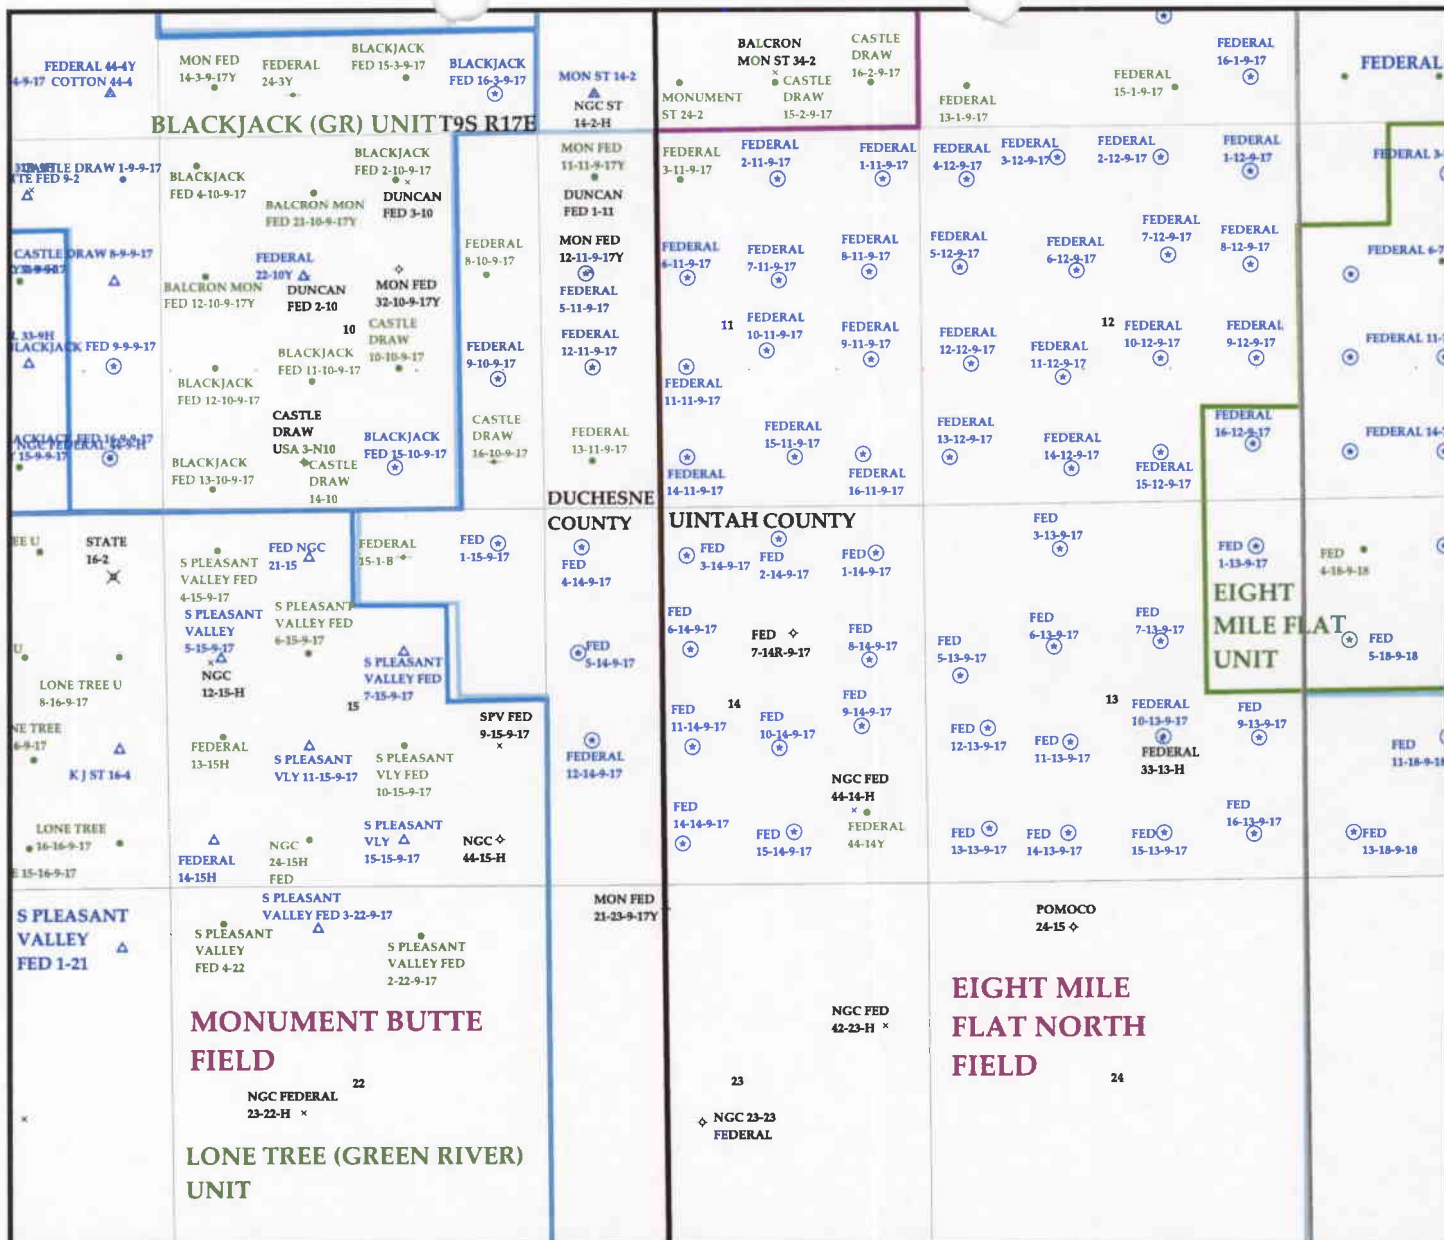 FEDERAL 44-4Y
4-9-17 COTTON 44-4
MON FED
14-3-9-17Y
FEDERAL
24-3Y
BLACKJACK
FED 15-3-9-17
BLACKJACK
FED 16-3-9-17
MON ST 14-2
NGC ST
14-2-H
BALCRON
MON ST 34-2
CASTLE
DRAW
16-2-9-17
MONUMENT
ST 24-2
CASTLE
DRAW
15-2-9-17
FEDERAL
13-1-9-17
FEDERAL
15-1-9-17
FEDERAL
16-1-9-17
FEDERAL
BLACKJACK (GR) UNIT T9S R17E
CASTLE DRAW 1-9-9-17
FED 9-2
BLACKJACK
FED 4-10-9-17
BLACKJACK
FED 2-10-9-17
DUNCAN
FED 3-10
BALCRON MON
FED 21-10-9-17Y
MON FED
11-11-9-17Y
DUNCAN
FED 1-11
FEDERAL
3-11-9-17
FEDERAL
2-11-9-17
FEDERAL
1-11-9-17
FEDERAL
4-12-9-17
FEDERAL
3-12-9-17
FEDERAL
2-12-9-17
FEDERAL
1-12-9-17
FEDERAL 3-
CASTLE DRAW 8-9-9-17
FEDERAL
22-10Y
DUNCAN
FED 2-10
BALCRON MON
FED 12-10-9-17Y
MON FED
32-10-9-17Y
FEDERAL
8-10-9-17
MON FED
12-11-9-17Y
FEDERAL
5-11-9-17
FEDERAL
6-11-9-17
FEDERAL
7-11-9-17
FEDERAL
8-11-9-17
FEDERAL
5-12-9-17
FEDERAL
6-12-9-17
FEDERAL
7-12-9-17
FEDERAL
8-12-9-17
FEDERAL 6-7
10
CASTLE
DRAW
10-10-9-17
L 33-9H
BLACKJACK FED 9-9-9-17
BLACKJACK
FED 11-10-9-17
BLACKJACK
FED 12-10-9-17
FEDERAL
9-10-9-17
FEDERAL
12-11-9-17
11
FEDERAL
10-11-9-17
FEDERAL
9-11-9-17
FEDERAL
11-11-9-17
FEDERAL
12-12-9-17
FEDERAL
11-12-9-17
12
FEDERAL
10-12-9-17
FEDERAL
9-12-9-17
FEDERAL 11-
CASTLE
DRAW
USA 3-N10
CASTLE
DRAW
14-10
BLACKJACK
FED 13-10-9-17
BLACKJACK
FED 15-10-9-17
CASTLE
DRAW
16-10-9-17
FEDERAL
13-11-9-17
FEDERAL
14-11-9-17
FEDERAL
15-11-9-17
FEDERAL
16-11-9-17
FEDERAL
13-12-9-17
FEDERAL
14-12-9-17
FEDERAL
15-12-9-17
FEDERAL
16-12-9-17
FEDERAL 14-
DUCHESNE
COUNTY
UINTAH COUNTY
EE U
STATE
16-2
S PLEASANT
VALLEY FED
4-15-9-17
FED NGC
21-15
FEDERAL
15-1-B
FED
1-15-9-17
FED
4-14-9-17
FED
3-14-9-17
FED
2-14-9-17
FED
1-14-9-17
FED
3-13-9-17
FED
1-13-9-17
FED
4-18-9-18
EIGHT
MILE FLAT
UNIT
S PLEASANT
VALLEY
5-15-9-17
NGC
12-15-H
S PLEASANT
VALLEY FED
6-15-9-17
S PLEASANT
VALLEY FED
7-15-9-17
FED
5-14-9-17
FED
6-14-9-17
FED
7-14R-9-17
FED
8-14-9-17
FED
5-13-9-17
FED
6-13-9-17
FED
7-13-9-17
FED
5-18-9-18
U
LONE TREE U
8-16-9-17
NE TREE
6-9-17
K J ST 16-4
FEDERAL
13-15H
15
S PLEASANT
VLY 11-15-9-17
S PLEASANT
VLY FED
10-15-9-17
SPV FED
9-15-9-17
FEDERAL
12-14-9-17
FED
11-14-9-17
14
FED
10-14-9-17
FED
9-14-9-17
FED
12-13-9-17
FED
11-13-9-17
13
FEDERAL
10-13-9-17
FEDERAL
33-13-H
FED
9-13-9-17
FED
11-18-9-18
LONE TREE
16-16-9-17
E 15-16-9-17
FEDERAL
14-15H
NGC
24-15H
FED
S PLEASANT
VLY
15-15-9-17
NGC
44-15-H
FED
14-14-9-17
FED
15-14-9-17
NGC FED
44-14-H
FEDERAL
44-14Y
FED
13-13-9-17
FED
14-13-9-17
FED
15-13-9-17
FED
16-13-9-17
FED
13-18-9-18
S PLEASANT
VALLEY
FED 1-21
S PLEASANT
VALLEY FED 3-22-9-17
S PLEASANT
VALLEY
FED 4-22
S PLEASANT
VALLEY FED
2-22-9-17
MON FED
21-23-9-17Y
POMOCO
24-15
MONUMENT BUTTE
FIELD
NGC FED
42-23-H
EIGHT MILE
FLAT NORTH
FIELD
22
NGC FEDERAL
23-22-H
23
NGC 23-23
FEDERAL
24
LONE TREE (GREEN RIVER)
UNIT